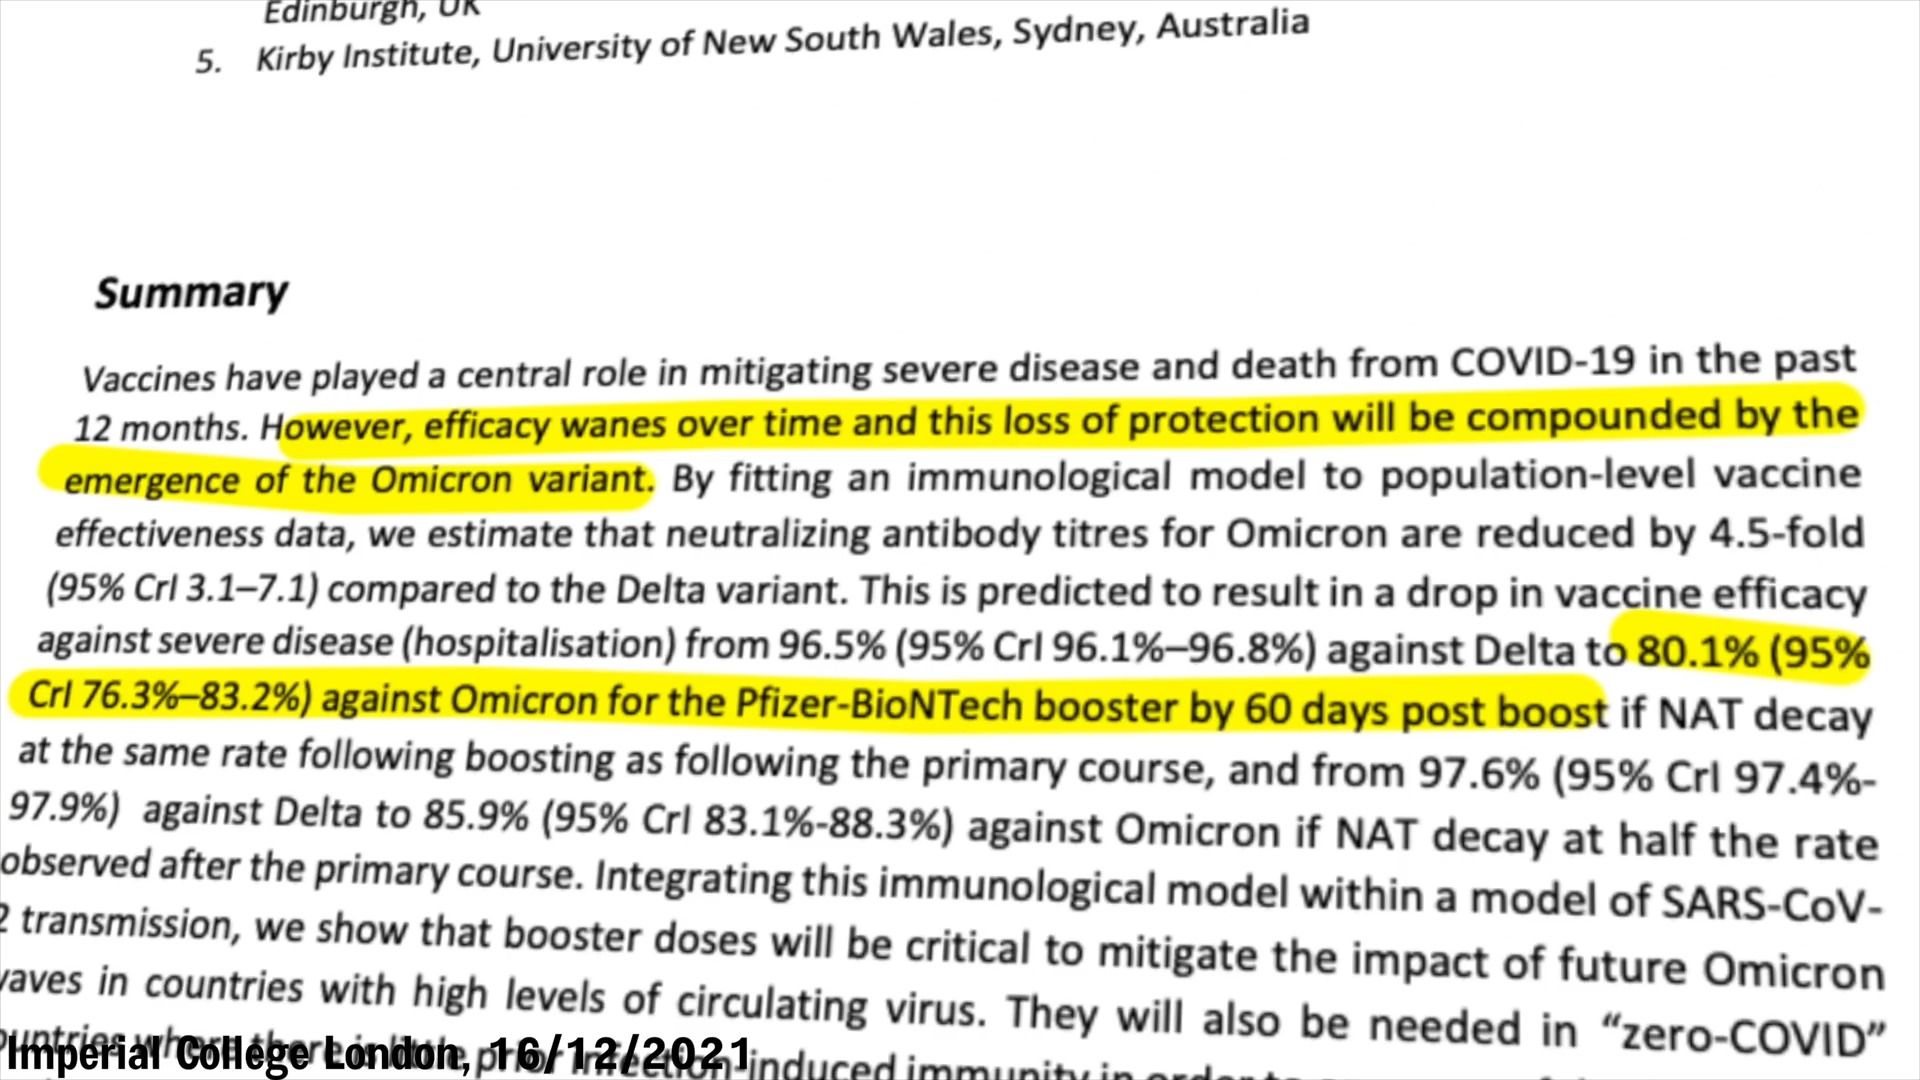 Edinburgh, UK
5. Kirby Institute, University of New South Wales, Sydney, Australia
Summary
Vaccines have played a central role in mitigating severe disease and death from COVID-19 in the past
12 months. However, efficacy wanes over time and this loss of protection will be compounded by the
emergence of the Omicron variant. By fitting an immunological model to population-level vaccine
effectiveness data, we estimate that neutralizing antibody titres for Omicron are reduced by 4.5-fold
(95% CrI 3.1–7.1) compared to the Delta variant. This is predicted to result in a drop in vaccine efficacy
against severe disease (hospitalisation) from 96.5% (95% CrI 96.1%–96.8%) against Delta to 80.1% (95%
CrI 76.3%–83.2%) against Omicron for the Pfizer-BioNTech booster by 60 days post boost if NAT decay
at the same rate following boosting as following the primary course, and from 97.6% (95% CrI 97.4%-
97.9%) against Delta to 85.9% (95% CrI 83.1%-88.3%) against Omicron if NAT decay at half the rate
observed after the primary course. Integrating this immunological model within a model of SARS-CoV-
2 transmission, we show that booster doses will be critical to mitigate the impact of future Omicron
waves in countries with high levels of circulating virus. They will also be needed in “zero-COVID”
prior infection-induced immunity in order to
Imperial College London, 16/12/2021